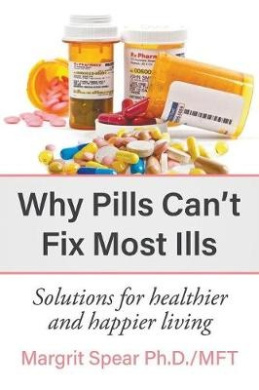 Why Pills Can't
Fix Most Ills
Solutions for healthier
and happier living
Margrit Spear Ph.D./MFT